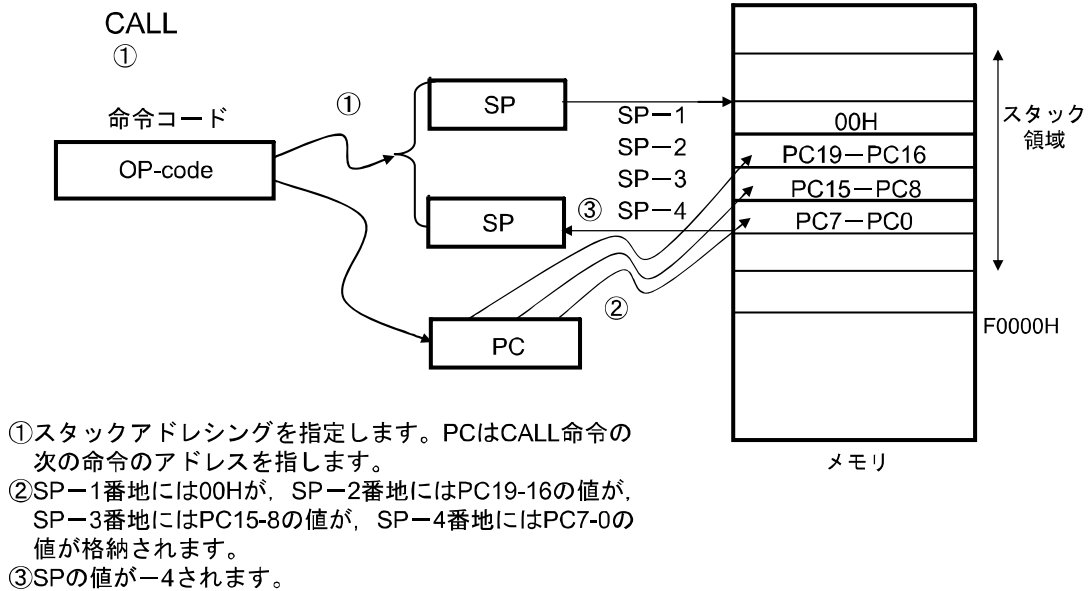 CALL
①
命令コード
OP-code
①
SP
SP
③
SP－1
SP－2
SP－3
SP－4
②
PC
00H
PC19－PC16
PC15－PC8
PC7－PC0
スタック
領域
F0000H
メモリ
①スタックアドレシングを指定します。PCはCALL命令の
次の命令のアドレスを指します。
②SP－1番地には00Hが，SP－2番地にはPC19-16の値が，
SP－3番地にはPC15-8の値が，SP－4番地にはPC7-0の
値が格納されます。
③SPの値が－4されます。